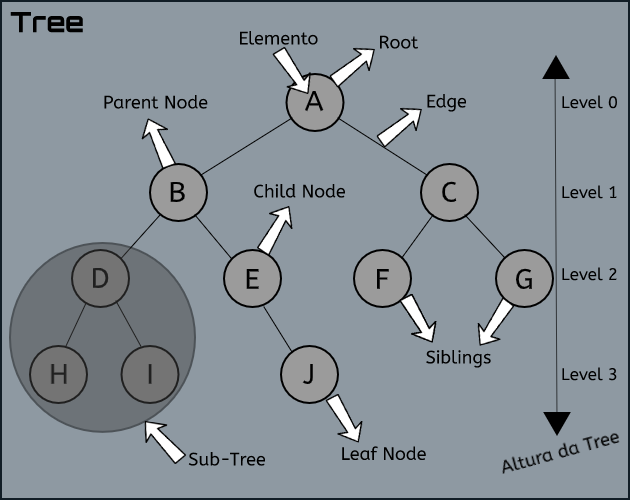 Tree
Elemento
Root
A
Level 0
Parent Node
Edge
B
Child Node
C
Level 1
D
E
F
G
Level 2
Siblings
H
I
J
Level 3
Sub-Tree
Leaf Node
Altura da Tree